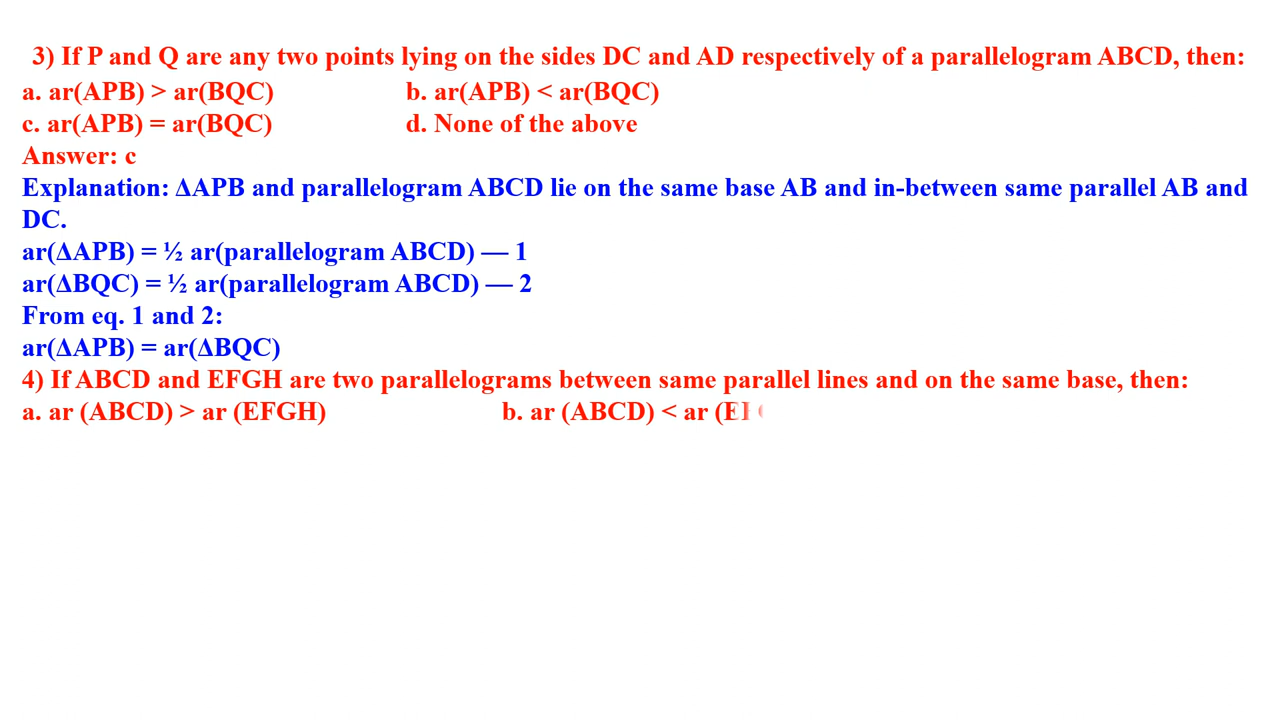 3) If P and Q are any two points lying on the sides DC and AD respectively of a parallelogram ABCD, then:
a. ar(APB) > ar(BQC) b. ar(APB) < ar(BQC)
c. ar(APB) = ar(BQC) d. None of the above
Answer: c
Explanation: ΔAPB and parallelogram ABCD lie on the same base AB and in-between same parallel AB and
DC.
ar(ΔAPB) = ½ ar(parallelogram ABCD) — 1
ar(ΔBQC) = ½ ar(parallelogram ABCD) — 2
From eq. 1 and 2:
ar(ΔAPB) = ar(ΔBQC)
4) If ABCD and EFGH are two parallelograms between same parallel lines and on the same base, then:
a. ar (ABCD) > ar (EFGH) b. ar (ABCD) < ar